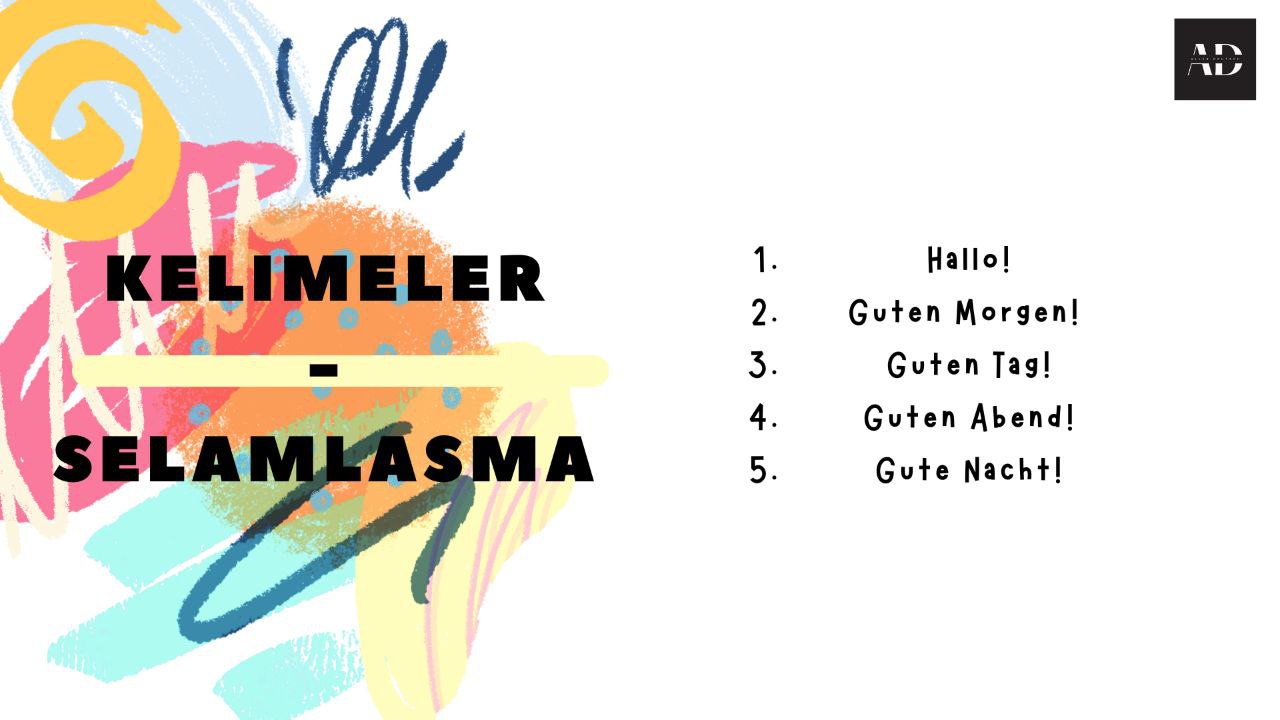 KELIMELER
-
SELAMLASMA
AD
1. Hallo!
2. Guten Morgen!
3. Guten Tag!
4. Guten Abend!
5. Gute Nacht!